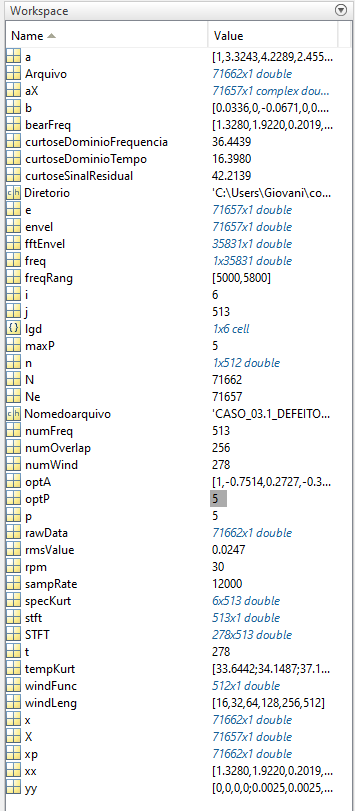 Workspace
Name Value
a [1,3.3243,4.2289,2.455...
Arquivo 71662x1 double
aX 71657x1 complex dou...
b [0.0336,0,-0.0671,0,0....
bearFreq [1.3280,1.9220,0.2019,...
curtoseDominioFrequencia 36.4439
curtoseDominioTempo 16.3980
curtoseSinalResidual 42.2139
Diretorio 'C:\Users\Giovani\co...
e 71657x1 double
envel 71657x1 double
fftEnvel 35831x1 double
freq 1x35831 double
freqRang [5000,5800]
i 6
j 513
lgd 1x6 cell
maxP 5
n 1x512 double
N 71662
Ne 71657
Nomedoarquivo 'CASO_03.1_DEFEITO...
numFreq 513
numOverlap 256
numWind 278
optA [1,-0.7514,0.2727,-0.3...
optP 5
p 5
rawData 71662x1 double
rmsValue 0.0247
rpm 30
sampRate 12000
specKurt 6x513 double
stft 513x1 double
STFT 278x513 double
t 278
tempKurt [33.6442;34.1487;37.1...
windFunc 512x1 double
windLeng [16,32,64,128,256,512]
x 71662x1 double
X 71657x1 double
xp 71662x1 double
xx [1.3280,1.9220,0.2019,...
yy [0,0,0,0;0.0025,0.0025,...